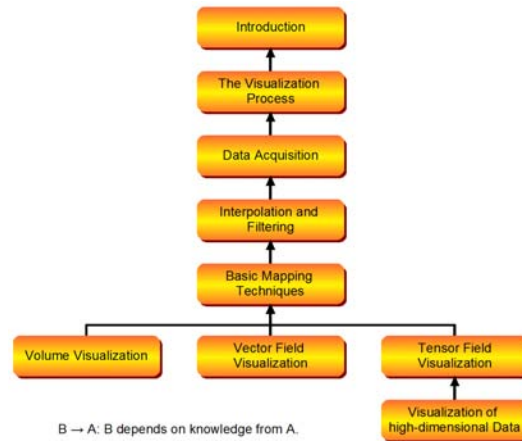 Introduction
The Visualization
Process
Data Acquisition
Interpolation and
Filtering
Basic Mapping
Techniques
Volume Visualization
Vector Field
Visualization
Tensor Field
Visualization
Visualization of
high-dimensional Data
B → A: B depends on knowledge from A.